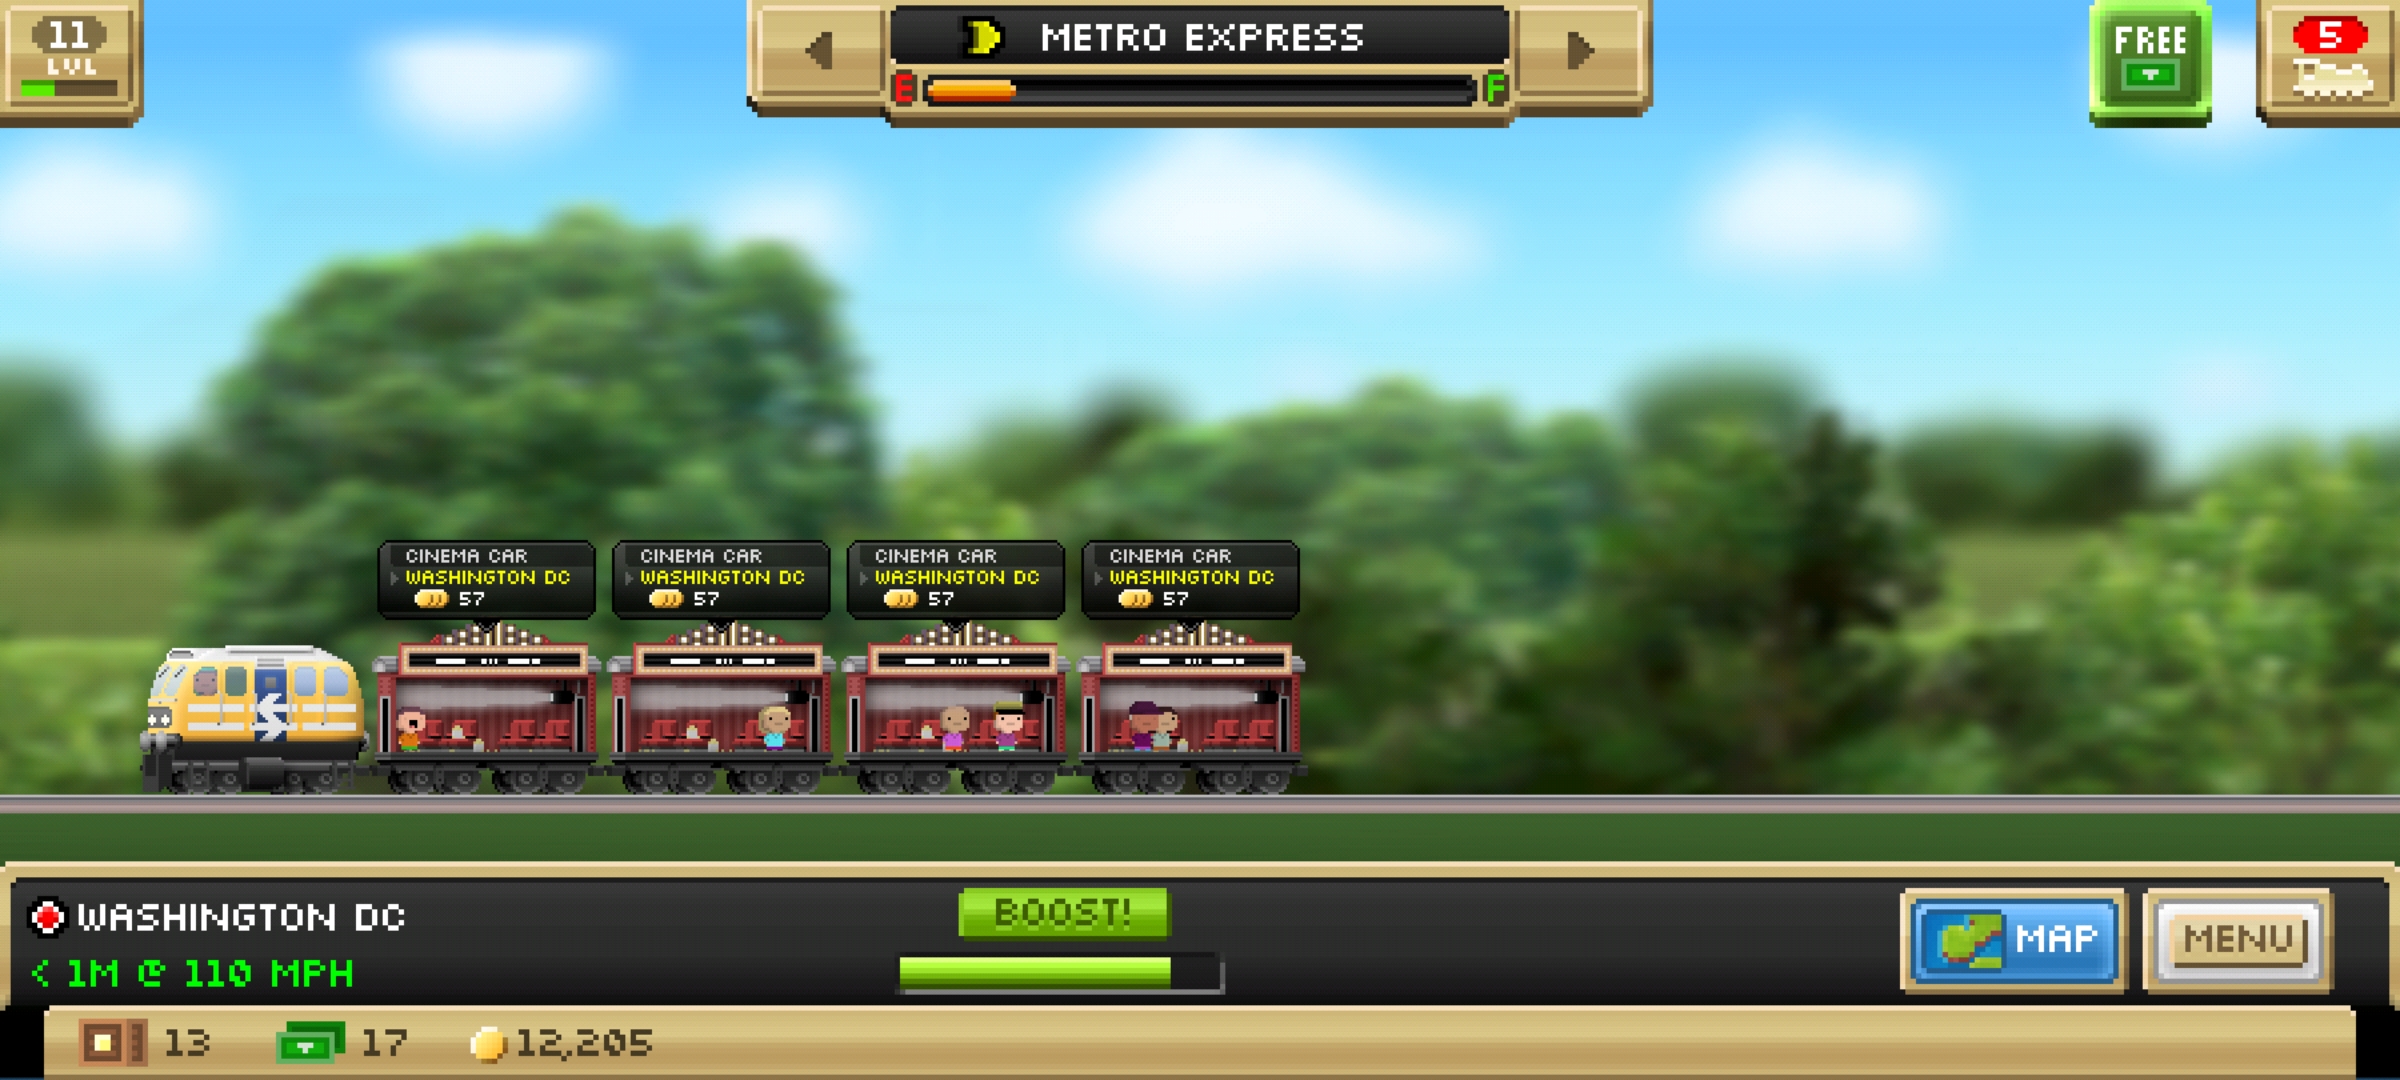 11
LVL
METRO EXPRESS
E F
FREE
5
CINEMA CAR
WASHINGTON DC
57
CINEMA CAR
WASHINGTON DC
57
CINEMA CAR
WASHINGTON DC
57
CINEMA CAR
WASHINGTON DC
57
WASHINGTON DC
< 1M @ 110 MPH
BOOST!
MAP
MENU
13
17
12,205